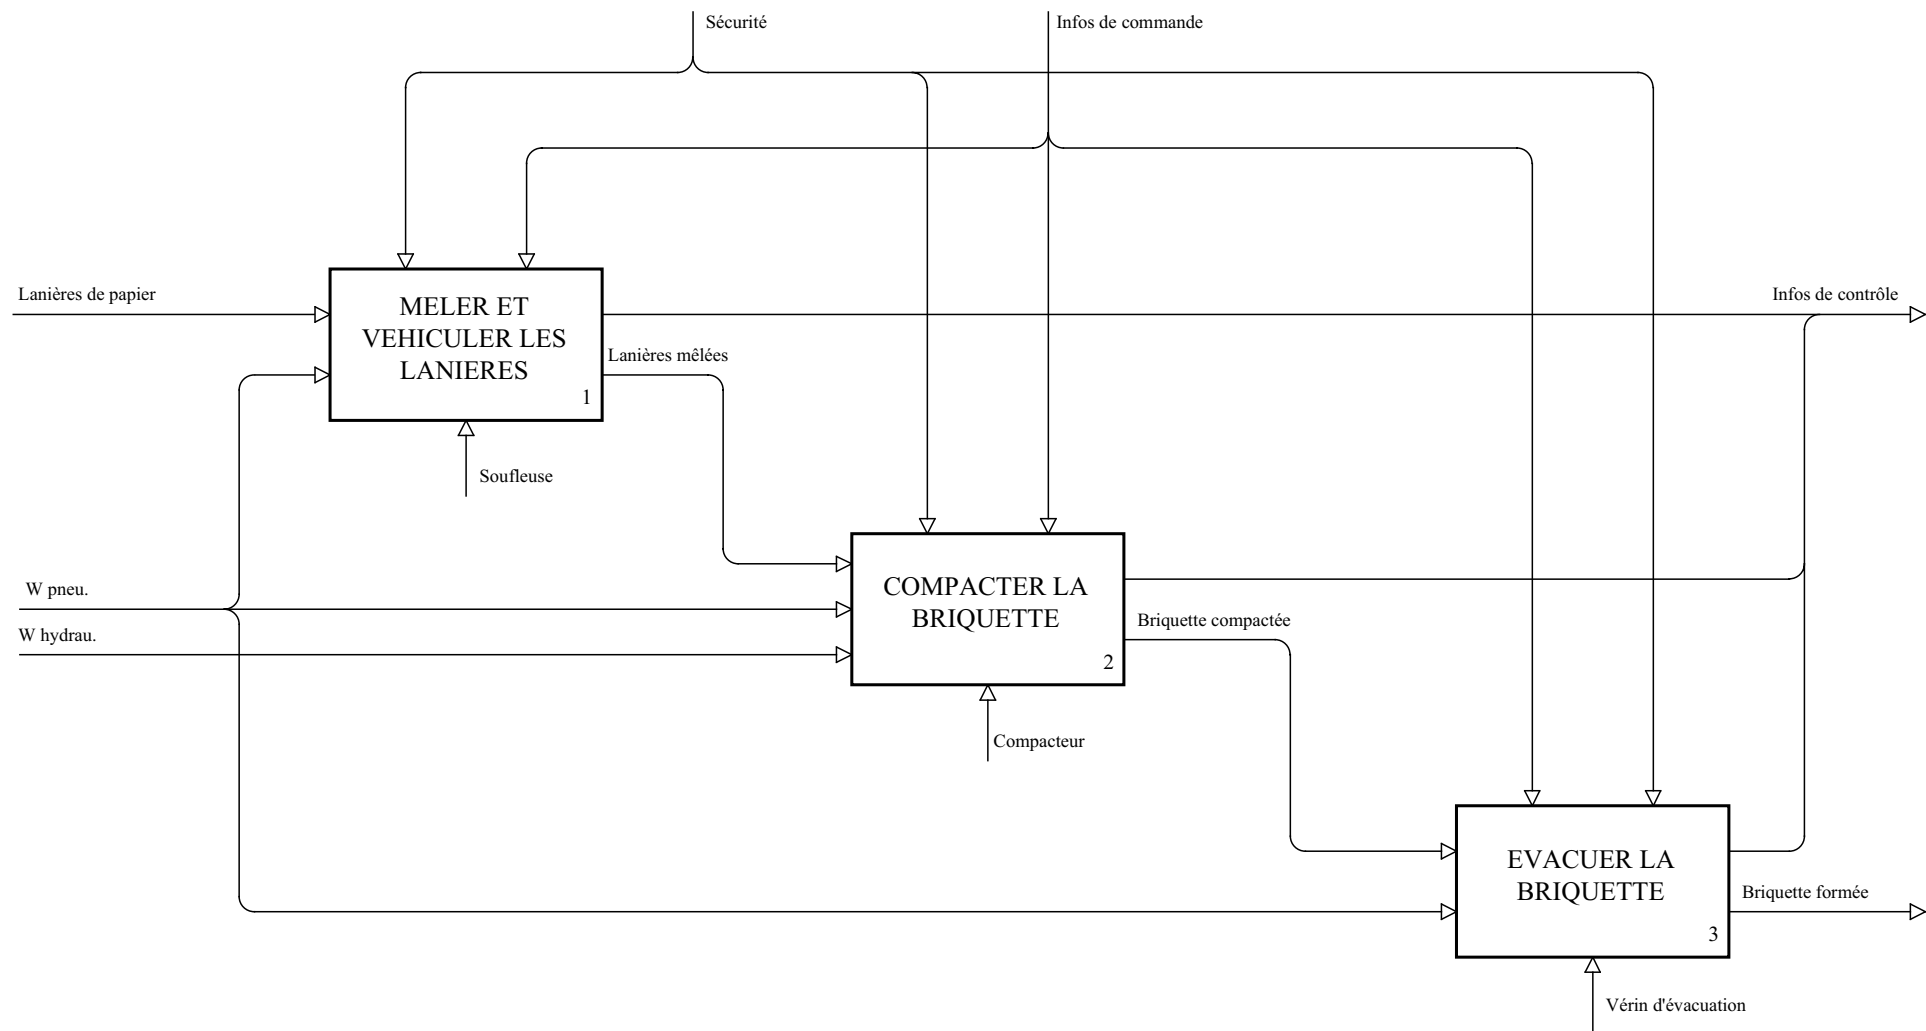 Sécurité
Infos de commande
Lanières de papier
MELER ET
VEHICULER LES
LANIERES
1
Infos de contrôle
Lanières mêlées
Soufleuse
W pneu.
W hydrau.
COMPACTER LA
BRIQUETTE
2
Briquette compactée
Compacteur
EVACUER LA
BRIQUETTE
3
Briquette formée
Vérin d'évacuation